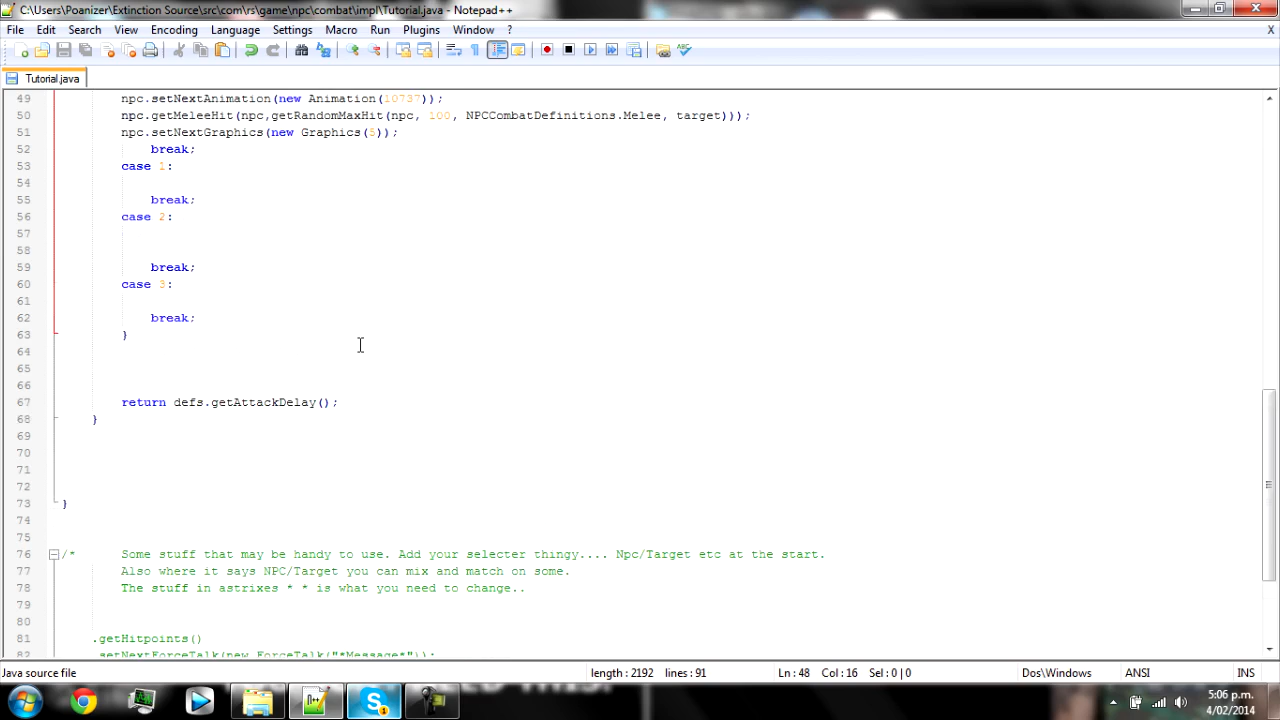 C:\Users\Poanizer\Extinction Source\src\com\rs\game\npc\combat\impl\Tutorial.java - Notepad++
File Edit Search View Encoding Language Settings Macro Run Plugins Window ? X
Tutorial.java
49 npc.setNextAnimation(new Animation(10737));
50 npc.getMeleeHit(npc,getRandomMaxHit(npc, 100, NPCCombatDefinitions.Melee, target)));
51 npc.setNextGraphics(new Graphics(5));
52 break;
53 case 1:
54
55 break;
56 case 2:
57
58
59 break;
60 case 3:
61
62 break;
63 }
64
65
66
67 return defs.getAttackDelay();
68 }
69
70
71
72
73 }
74
75
76 /* Some stuff that may be handy to use. Add your selecter thingy.... Npc/Target etc at the start.
77 Also where it says NPC/Target you can mix and match on some.
78 The stuff in astrixes * * is what you need to change..
79
80
81 .getHitpoints()
82 .setNextForceTalk(new ForceTalk("*Message*"));
Java source file length : 2192 lines : 91 Ln : 48 Col : 16 Sel : 0 | 0 Dos\Windows ANSI INS
5:06 p.m.
4/02/2014